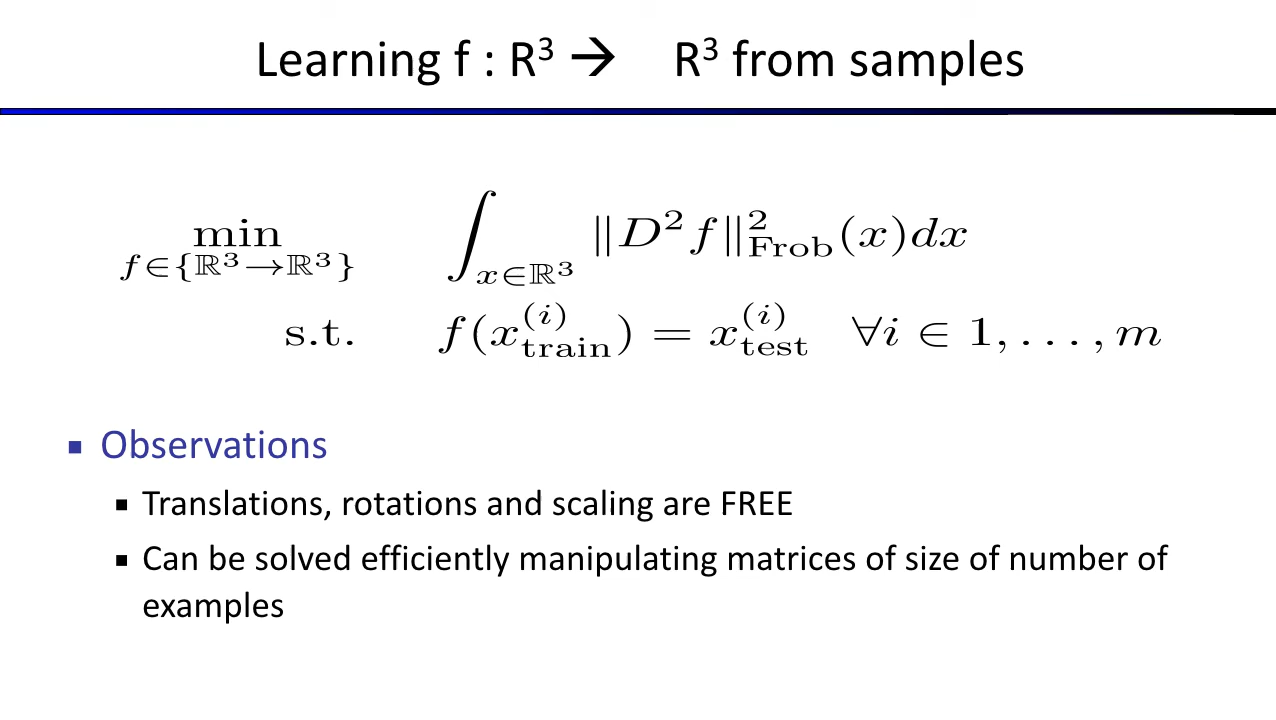 Learning f : R³ → R³ from samples
min f∈{ℝ³→ℝ³} ∫x∈ℝ³ ‖D²f‖²Frob(x)dx
s.t. f(x(i)train) = x(i)test ∀i ∈ 1, . . . , m
▪ Observations
▪ Translations, rotations and scaling are FREE
▪ Can be solved efficiently manipulating matrices of size of number of
examples